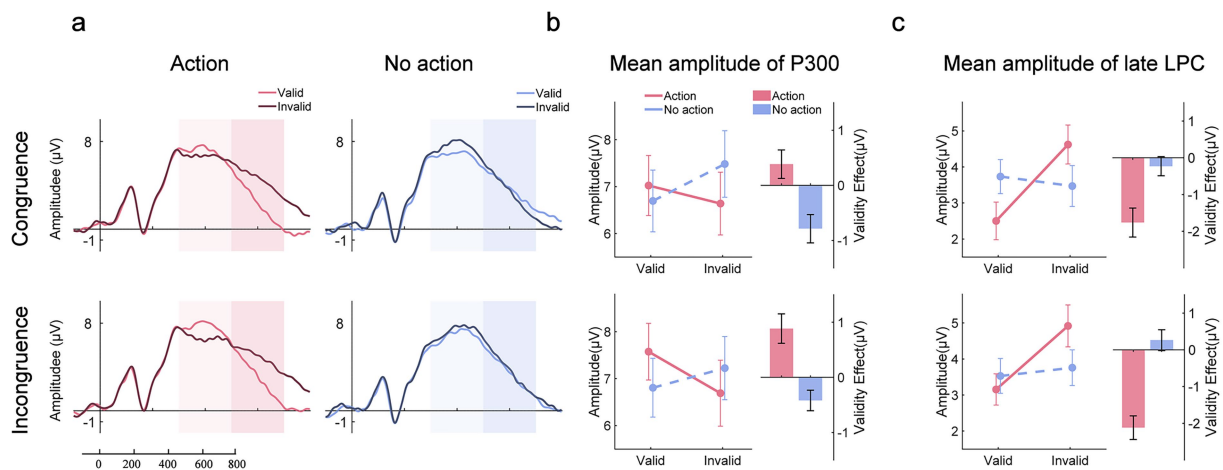 a
b
c
Action
No action
Mean amplitude of P300
Mean amplitude of late LPC
Valid
Invalid
Valid
Invalid
Action
No action
Action
No action
Congruence
Amplitudee (μV)
8
-1
Amplitude(μV)
8
7
6
Valid
Invalid
1
0
-1
Validity Effect(μV)
Amplitude(μV)
5
4
3
2
Valid
Invalid
0
-1
-2
Validity Effect(μV)
Incongruence
Amplitudee (μV)
8
-1
Amplitude(μV)
8
7
6
Valid
Invalid
1
0
-1
Validity Effect(μV)
Amplitude(μV)
5
4
3
2
Valid
Invalid
1
0
-1
-2
Validity Effect(μV)
0 200 400 600 800